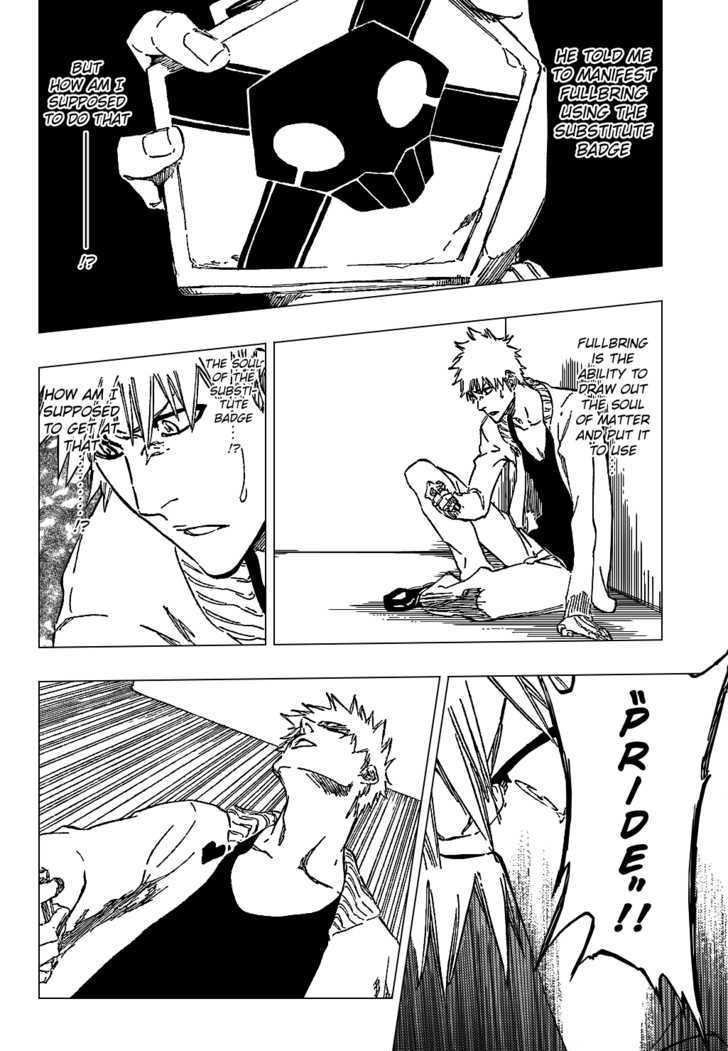 HE TOLD ME
TO MANIFEST
FULLBRING
USING THE
SUBSTITUTE
BADGE
BUT
HOW AM I
SUPPOSED
TO DO THAT
!?
FULLBRING
IS THE
ABILITY TO
DRAW OUT
THE SOUL
OF MATTER
AND PUT IT
TO USE
......
THE SOUL
OF THE
SUBSTI-
TUTE
BADGE
......
!?
HOW AM I
SUPPOSED
TO GET AT
THAT
.........
!?
"PRIDE"!!